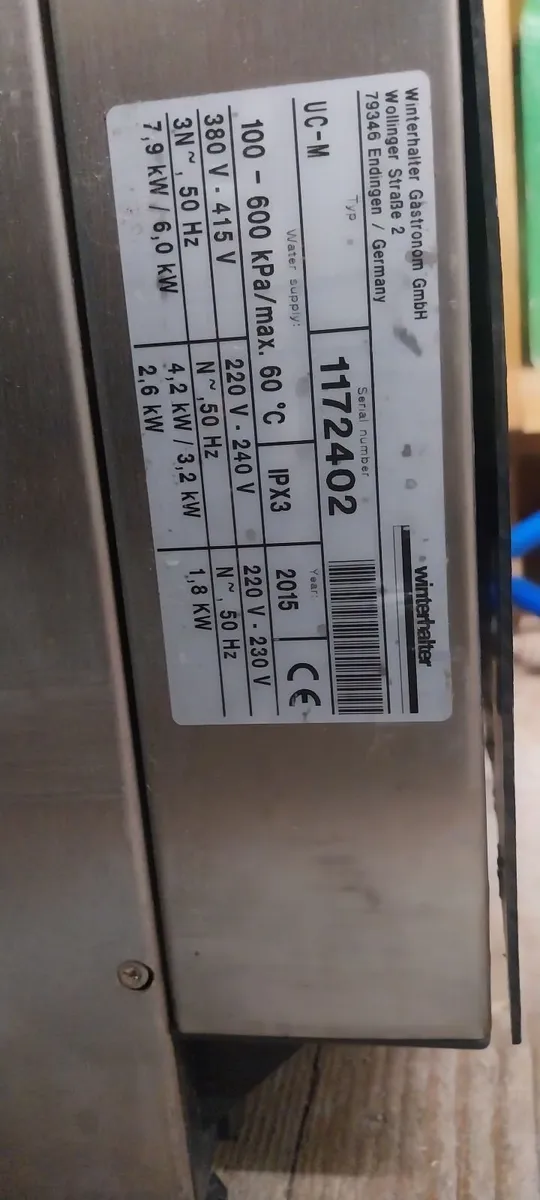 Winterhalter Gastronom GmbH
Wollinger Straße 2
79346 Endingen / Germany
winterhalter
Typ
Serial number
UC-M
1172402
Water supply:
Year:
100 - 600 kPa/max. 60 °C
IPX3
2015
CE
380 V - 415 V
220 V - 240 V
220 V - 230 V
3N~, 50 Hz
N~, 50 Hz
N~, 50 Hz
7,9 kW / 6,0 kW
4,2 kW / 3,2 kW
1,8 KW
2,6 kW